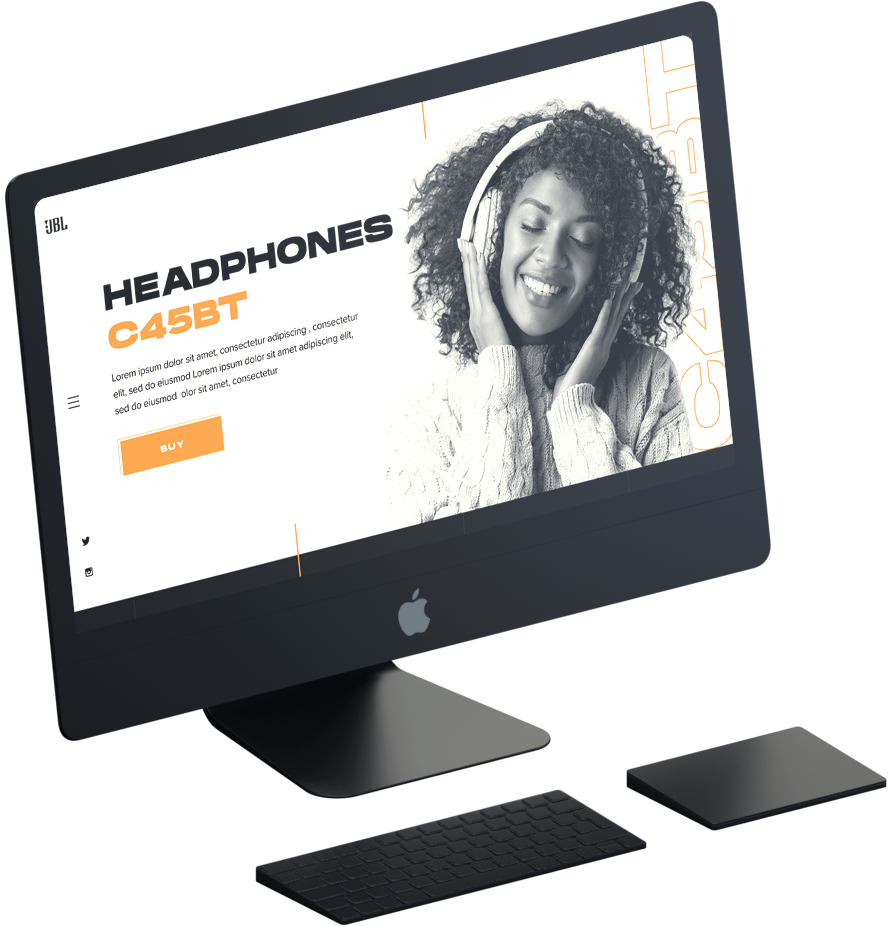 JBL
HEADPHONES
C45BT
Lorem ipsum dolor sit amet, consectetur adipiscing , consectetur
elit, sed do eiusmod Lorem ipsum dolor sit amet adipiscing elit,
sed do eiusmod olor sit amet, consectetur
BUY
C45BT